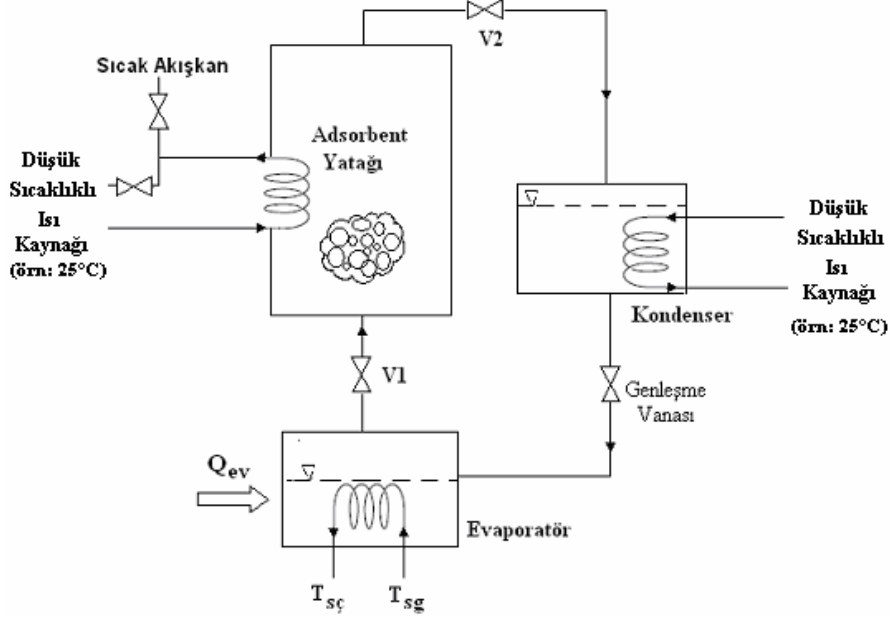 V2
Sıcak Akışkan
Adsorbent
Yatağı
Düşük
Sıcaklıklı
Isı
Kaynağı
(örn: 25°C)
Düşük
Sıcaklıklı
Isı
Kaynağı
(örn: 25°C)
Kondenser
V1
Genleşme
Vanası
Qev
Evaporatör
Tsç
Tsg